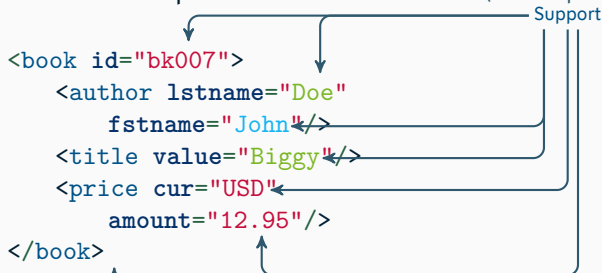 Support
<book id="bk007">
<author lstname="Doe"
fstname="John"/>
<title value="Biggy"/>
<price cur="USD"
amount="12.95"/>
</book>